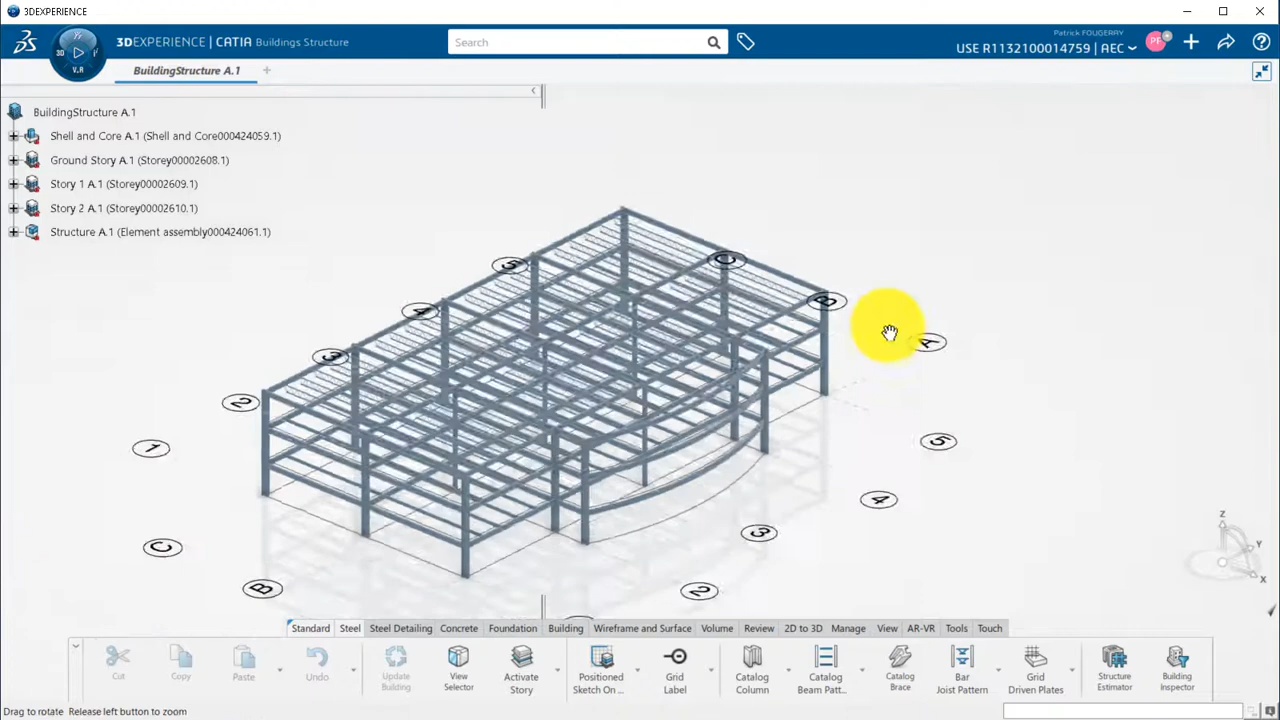 3DEXPERIENCE
3DEXPERIENCE | CATIA Buildings Structure
Search
Patrick FOUGERAY
USE R1132100014759 | AEC
PF
3D
V.R
BuildingStructure A.1
BuildingStructure A.1
Shell and Core A.1 (Shell and Core000424059.1)
Ground Story A.1 (Storey00002608.1)
Story 1 A.1 (Storey00002609.1)
Story 2 A.1 (Storey00002610.1)
Structure A.1 (Element assembly000424061.1)
C
5
B
4
A
3
2
5
1
4
3
C
B
2
Z
Y
X
Standard Steel Steel Detailing Concrete Foundation Building Wireframe and Surface Volume Review 2D to 3D Manage View AR-VR Tools Touch
Cut
Copy
Paste
Undo
Update Building
View Selector
Activate Story
Positioned Sketch On ...
Grid Label
Catalog Column
Catalog Beam Patt...
Catalog Brace
Bar Joist Pattern
Grid Driven Plates
Structure Estimator
Building Inspector
Drag to rotate Release left button to zoom